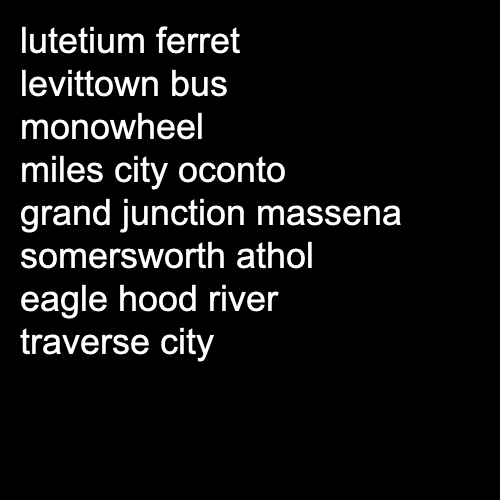 lutetium ferret
levittown bus
monowheel
miles city oconto
grand junction massena
somersworth athol
eagle hood river
traverse city